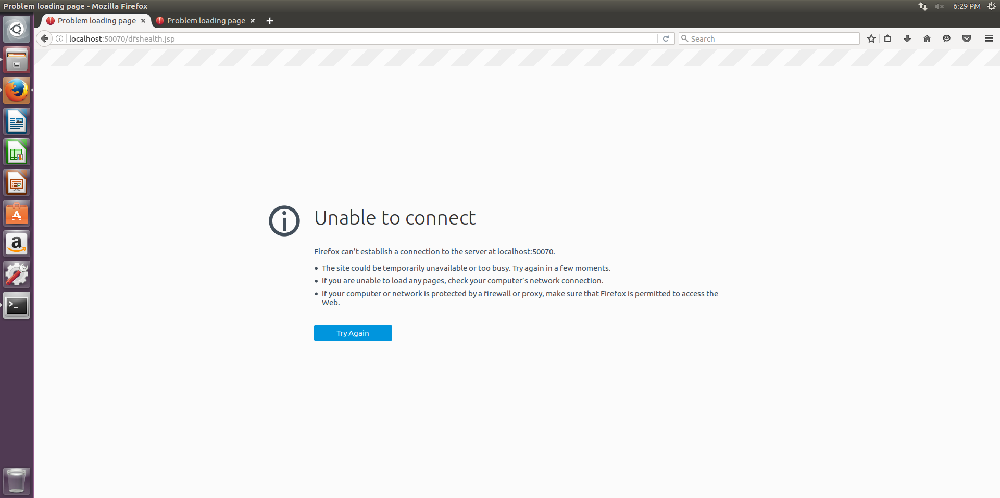 Problem loading page - Mozilla Firefox
6:29 PM
Problem loading page
Problem loading page
localhost:50070/dfshealth.jsp
Search
Unable to connect
Firefox can’t establish a connection to the server at localhost:50070.
The site could be temporarily unavailable or too busy. Try again in a few moments.
If you are unable to load any pages, check your computer’s network connection.
If your computer or network is protected by a firewall or proxy, make sure that Firefox is permitted to access the
Web.
Try Again